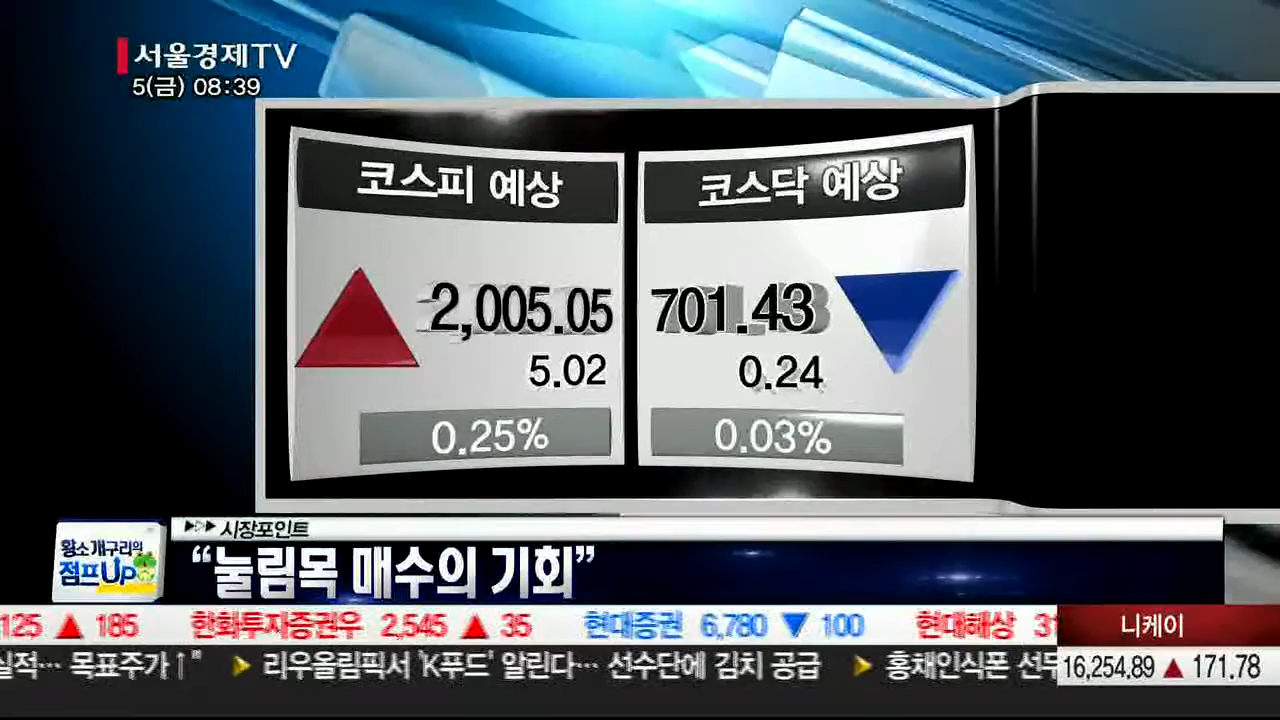 서울경제TV
5(금) 08:39
코스피 예상
▲ 2,005.05
5.02
0.25%
코스닥 예상
701.43 ▼
0.24
0.03%
황소개구리의
점프UP
▶▷▶ 시장포인트
“눌림목 매수의 기회”
125 ▲ 185 한화투자증권우 2,545 ▲ 35 현대증권 6,780 ▼ 100 현대해상 31
니케이
실적… 목표주가↑” ▶ 리우올림픽서 'K푸드' 알린다… 선수단에 김치 공급 ▶ 홍채인식폰 선두
16,254.89 ▲ 171.78